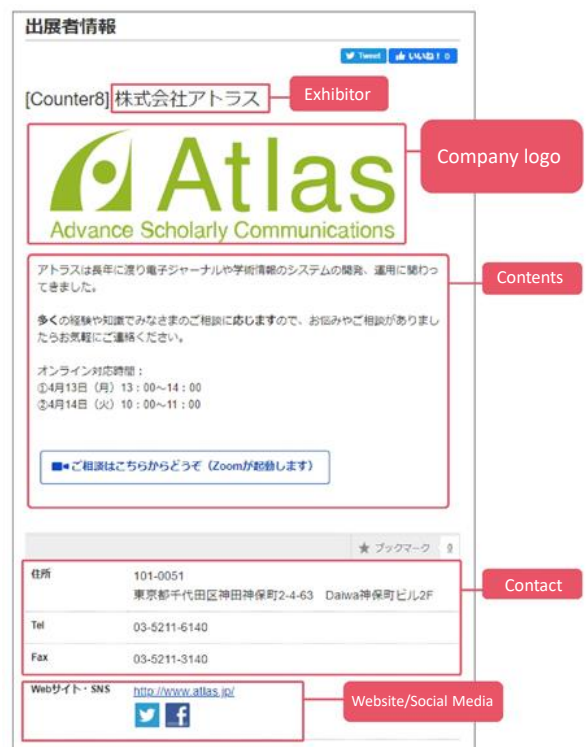 出展者情報
Tweet いいね！ 0
[Counter8] 株式会社アトラス
Exhibitor
Atlas
Advance Scholarly Communications
Company logo
アトラスは長年に渡り電子ジャーナルや学術情報のシステムの開発、運用に関わっ
てきました。
Contents
多くの経験や知識でみなさまのご相談に応じますので、お悩みやご相談がありまし
たらお気軽にご連絡ください。
オンライン対応時間：
①4月13日（月）13：00～14：00
②4月14日（火）10：00～11：00
ご相談はこちらからどうぞ（Zoomが起動します）
★ ブックマーク 0
住所 101-0051
東京都千代田区神田神保町2-4-63 Daiwa神保町ビル2F
Contact
Tel 03-5211-6140
Fax 03-5211-3140
Webサイト・SNS http://www.atlas.jp/
Website/Social Media